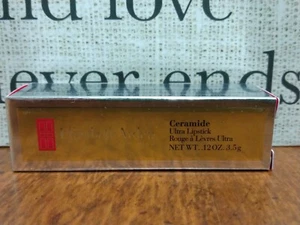 nd love
ever ends
Ceramide
Ultra Lipstick
Rouge à Lèvres Ultra
NET WT. .12 OZ. 3.5g